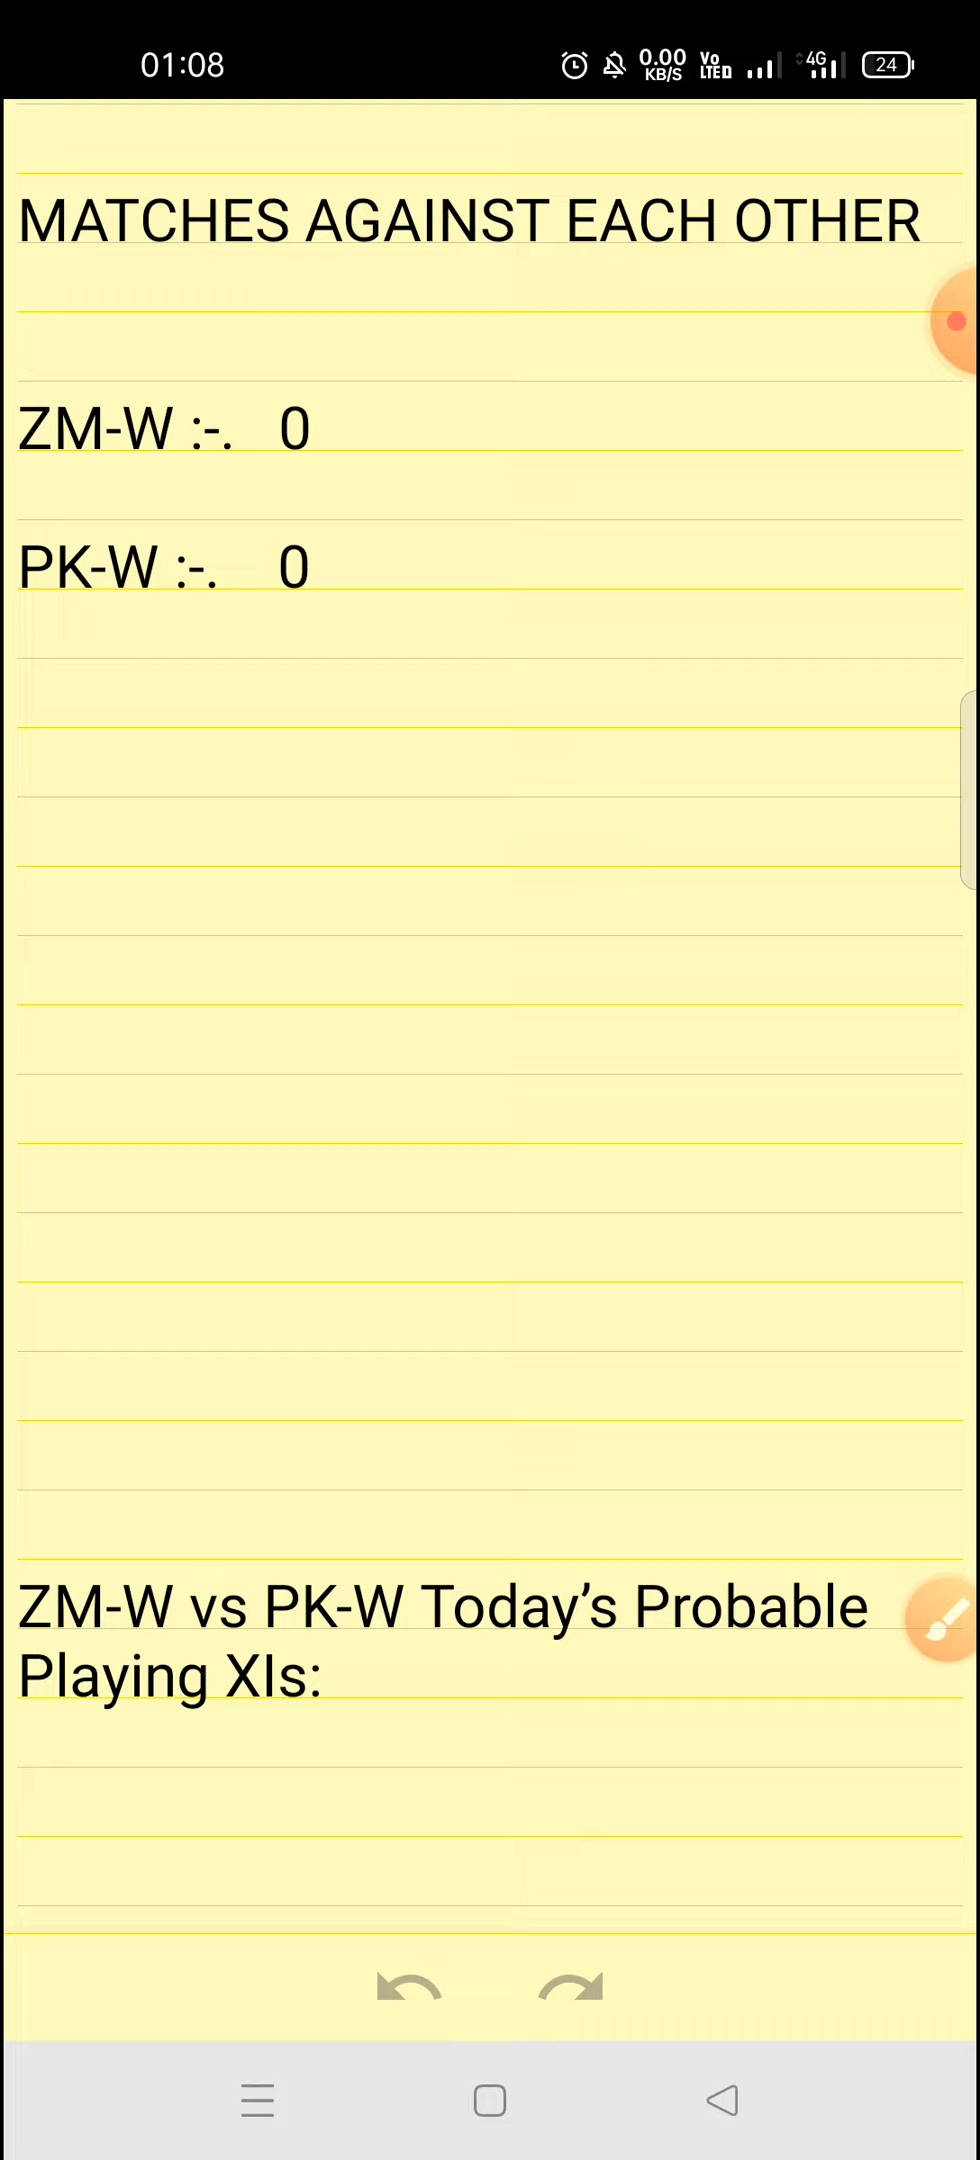 01:08
0.00 KB/S
Vo LTED
4G
24
MATCHES AGAINST EACH OTHER
ZM-W :-. 0
PK-W :-. 0
ZM-W vs PK-W Today’s Probable
Playing XIs: